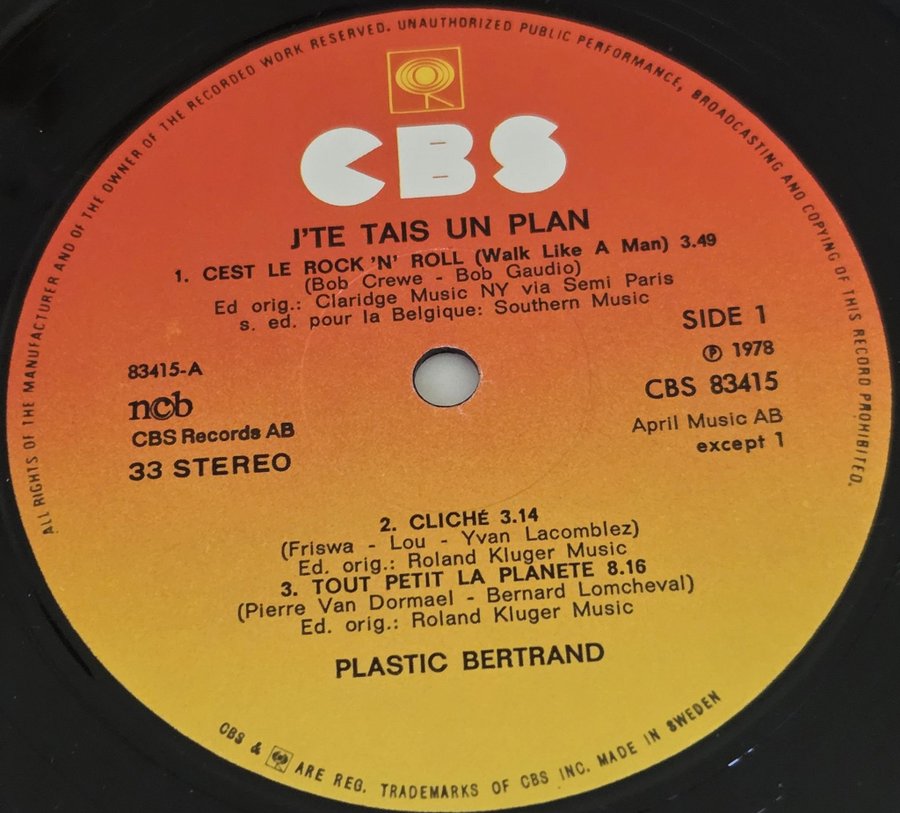 ALL RIGHTS OF THE MANUFACTURER AND OF THE OWNER OF THE RECORDED WORK RESERVED. UNAUTHORIZED PUBLIC PERFORMANCE, BROADCASTING AND COPYING OF THIS RECORD PROHIBITED.
CBS
J'TE TAIS UN PLAN
1. CEST LE ROCK 'N' ROLL (Walk Like A Man) 3.49
(Bob Crewe - Bob Gaudio)
Ed orig.: Claridge Music NY via Semi Paris
s. ed. pour la Belgique: Southern Music
SIDE 1
℗ 1978
CBS 83415
April Music AB
except 1
83415-A
ncb
CBS Records AB
33 STEREO
2. CLICHÉ 3.14
(Friswa - Lou - Yvan Lacomblez)
Ed. orig.: Roland Kluger Music
3. TOUT PETIT LA PLANETE 8.16
(Pierre Van Dormael - Bernard Lomcheval)
Ed. orig.: Roland Kluger Music
PLASTIC BERTRAND
CBS & ARE REG. TRADEMARKS OF CBS INC. MADE IN SWEDEN